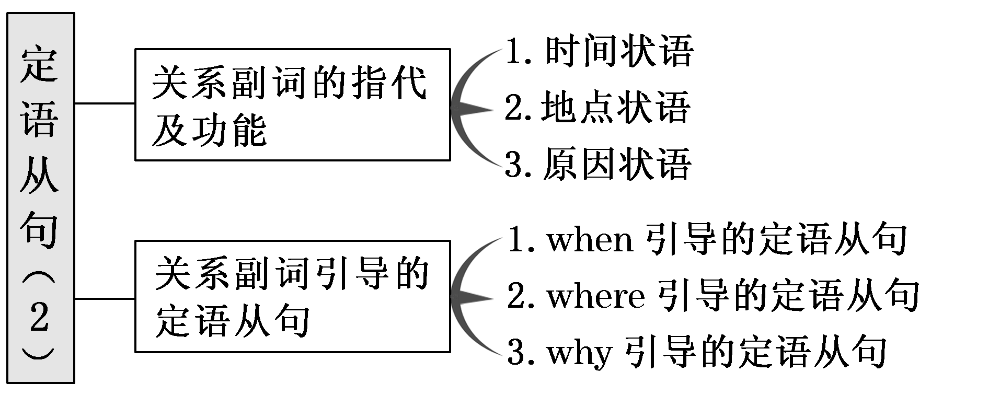 定语从句（2）
关系副词的指代
及功能
1. 时间状语
2. 地点状语
3. 原因状语
关系副词引导的
定语从句
1. when 引导的定语从句
2. where 引导的定语从句
3. why 引导的定语从句